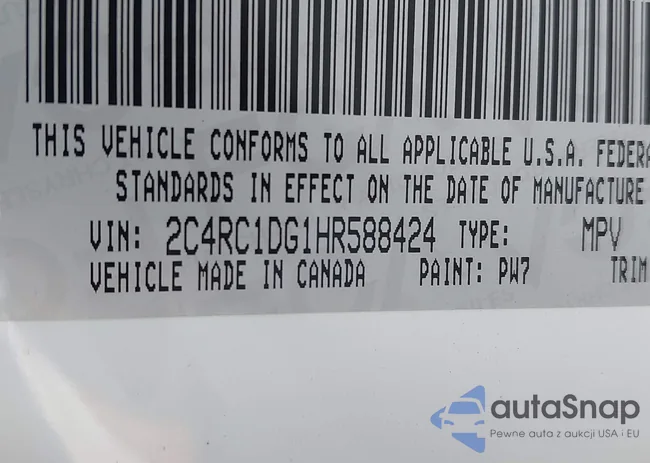 THIS VEHICLE CONFORMS TO ALL APPLICABLE U.S.A. FEDERA
STANDARDS IN EFFECT ON THE DATE OF MANUFACTURE
VIN: 2C4RC1DG1HR588424 TYPE: MPV
VEHICLE MADE IN CANADA PAINT: PW7 TRIM
autaSnap
Pewne auta z aukcji USA i EU